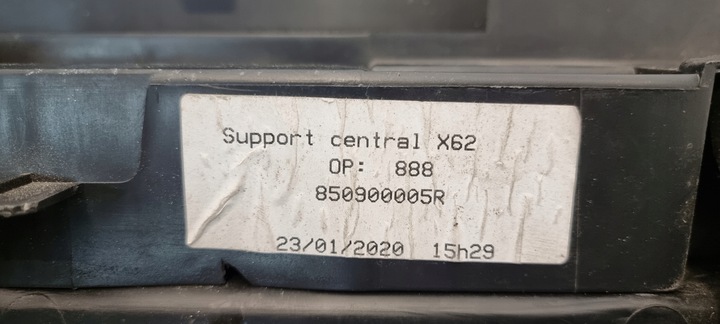 Support central X62
OP: 888
850900005R
23/01/2020 15h29